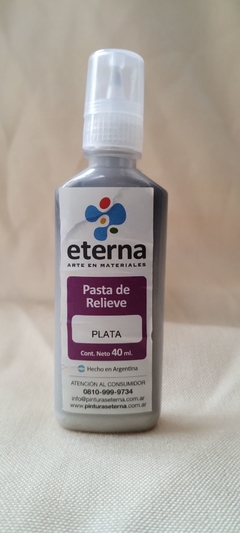 eterna
ARTE EN MATERIALES
Pasta de
Relieve
PLATA
Cont. Neto 40 ml.
Hecho en Argentina
ATENCIÓN AL CONSUMIDOR
0810-999-9734
info@pinturaseterna.com.ar
www.pinturaseterna.com.ar